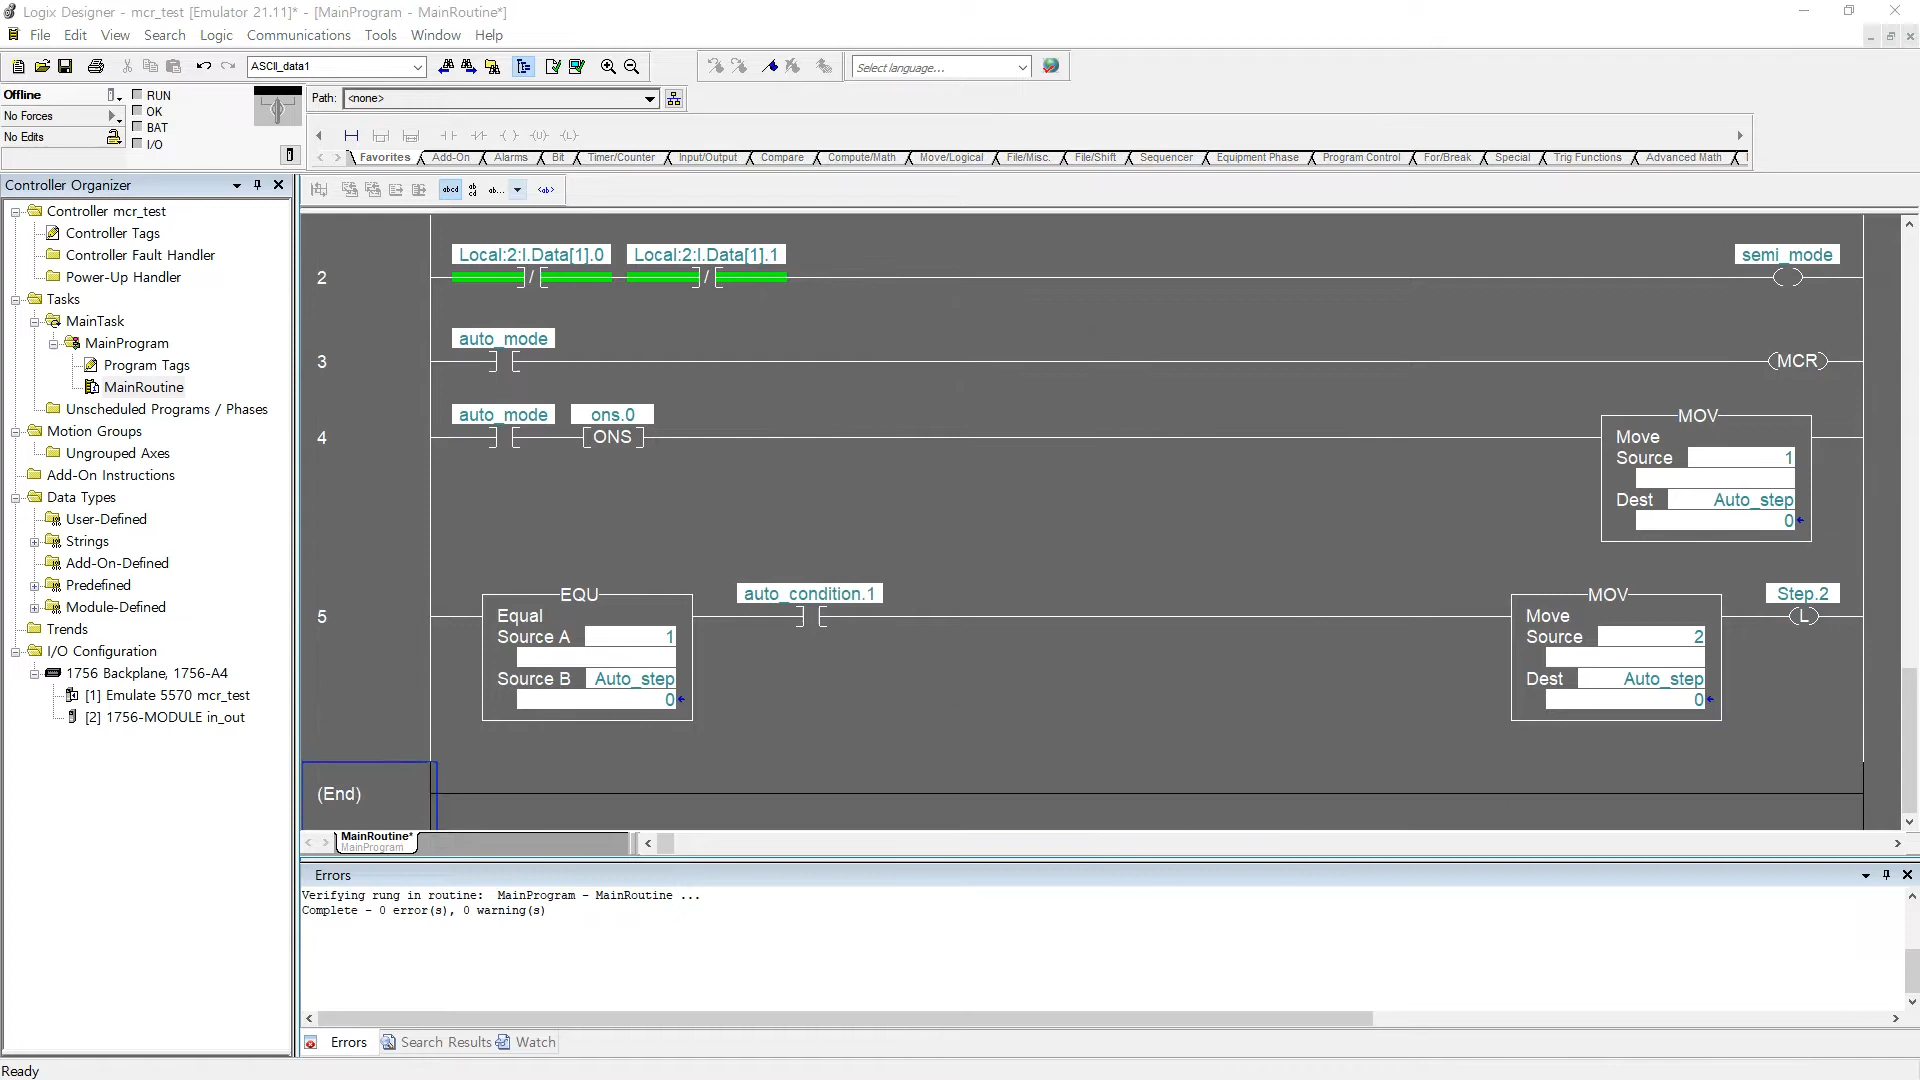 Logix Designer - mcr_test [Emulator 21.11]* - [MainProgram - MainRoutine*]
File Edit View Search Logic Communications Tools Window Help
ASCII_data1
Select language...
Offline
RUN
No Forces
OK
No Edits
BAT
I/O
Path: <none>
Favorites Add-On Alarms Bit Timer/Counter Input/Output Compare Compute/Math Move/Logical File/Misc. File/Shift Sequencer Equipment Phase Program Control For/Break Special Trig Functions Advanced Math
Controller Organizer
Controller mcr_test
Controller Tags
Controller Fault Handler
Power-Up Handler
Tasks
MainTask
MainProgram
Program Tags
MainRoutine
Unscheduled Programs / Phases
Motion Groups
Ungrouped Axes
Add-On Instructions
Data Types
User-Defined
Strings
Add-On-Defined
Predefined
Module-Defined
Trends
I/O Configuration
1756 Backplane, 1756-A4
[1] Emulate 5570 mcr_test
[2] 1756-MODULE in_out
abcd ab cd ab... <ab>
Local:2:I.Data[1].0 Local:2:I.Data[1].1 semi_mode
2 / /
auto_mode
3 MCR
auto_mode ons.0
4 ONS
MOV
Move
Source 1
Dest Auto_step
0
5
EQU
Equal
Source A 1
Source B Auto_step
0
auto_condition.1
MOV
Move
Source 2
Dest Auto_step
0
Step.2
L
(End)
MainRoutine*
MainProgram
Errors
Verifying rung in routine: MainProgram - MainRoutine ...
Complete - 0 error(s), 0 warning(s)
Errors Search Results Watch
Ready